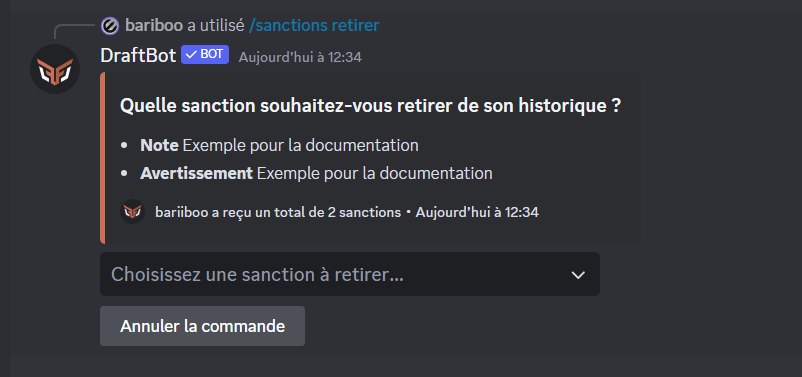 bariboo a utilisé /sanctions retirer
DraftBot BOT Aujourd'hui à 12:34
Quelle sanction souhaitez-vous retirer de son historique ?
• Note Exemple pour la documentation
• Avertissement Exemple pour la documentation
bariiboo a reçu un total de 2 sanctions • Aujourd'hui à 12:34
Choisissez une sanction à retirer...
Annuler la commande